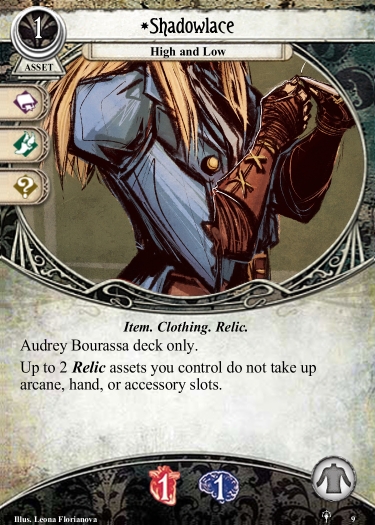 1
*Shadowlace
High and Low
ASSET
?
Item. Clothing. Relic.
Audrey Bourassa deck only.
Up to 2 Relic assets you control do not take up
arcane, hand, or accessory slots.
1 1
Illus. Leona Florianova 9